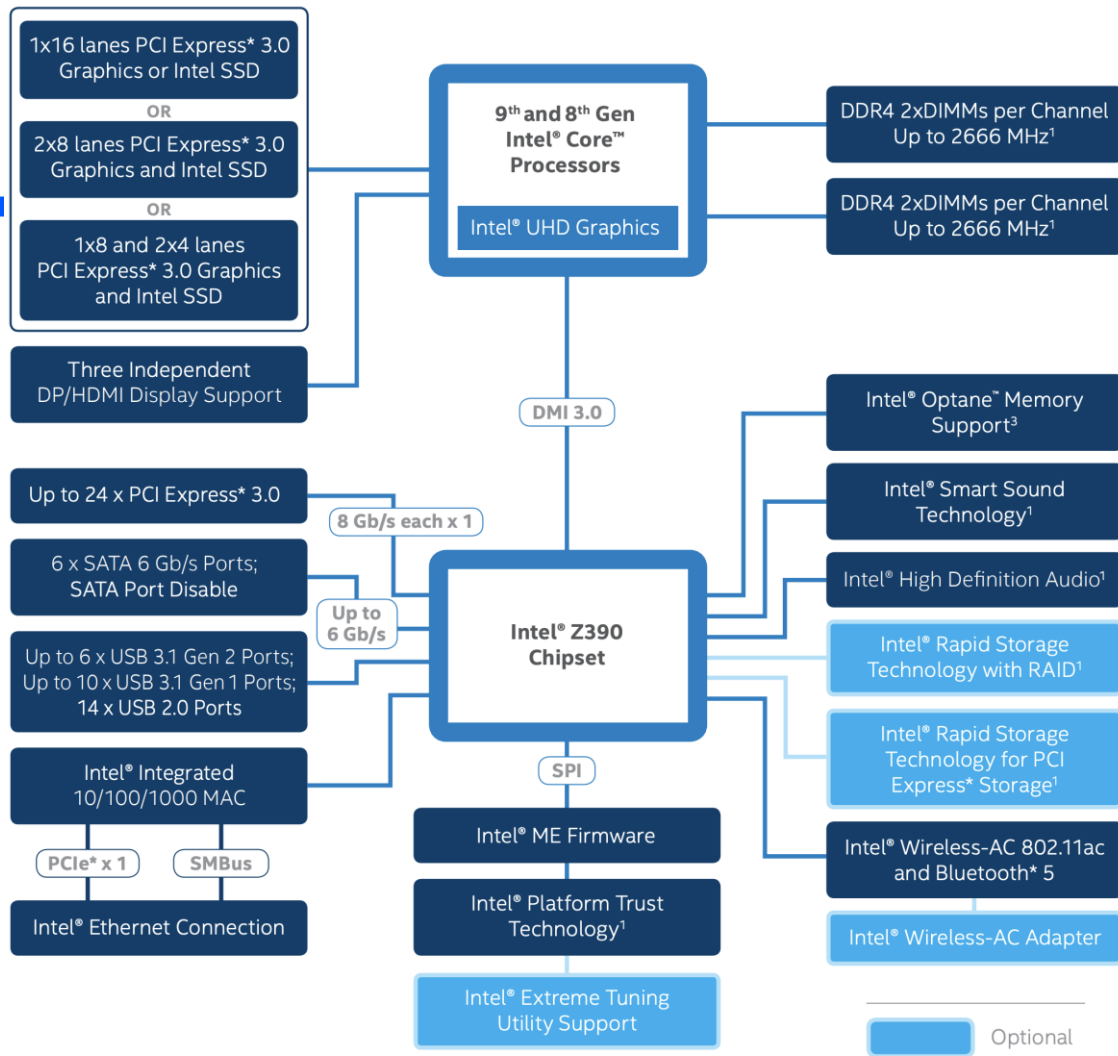 1x16 lanes PCI Express* 3.0
Graphics or Intel SSD
OR
2x8 lanes PCI Express* 3.0
Graphics and Intel SSD
OR
1x8 and 2x4 lanes
PCI Express* 3.0 Graphics
and Intel SSD
Three Independent
DP/HDMI Display Support
9th and 8th Gen
Intel® Core™
Processors
Intel® UHD Graphics
DDR4 2xDIMMs per Channel
Up to 2666 MHz¹
DDR4 2xDIMMs per Channel
Up to 2666 MHz¹
DMI 3.0
Up to 24 x PCI Express* 3.0
8 Gb/s each x 1
6 x SATA 6 Gb/s Ports;
SATA Port Disable
Up to
6 Gb/s
Up to 6 x USB 3.1 Gen 2 Ports;
Up to 10 x USB 3.1 Gen 1 Ports;
14 x USB 2.0 Ports
Intel® Integrated
10/100/1000 MAC
PCIe* x 1
SMBus
Intel® Ethernet Connection
Intel® Z390
Chipset
SPI
Intel® ME Firmware
Intel® Platform Trust
Technology¹
Intel® Extreme Tuning
Utility Support
Intel® Optane™ Memory
Support³
Intel® Smart Sound
Technology¹
Intel® High Definition Audio¹
Intel® Rapid Storage
Technology with RAID¹
Intel® Rapid Storage
Technology for PCI
Express* Storage¹
Intel® Wireless-AC 802.11ac
and Bluetooth* 5
Intel® Wireless-AC Adapter
Optional